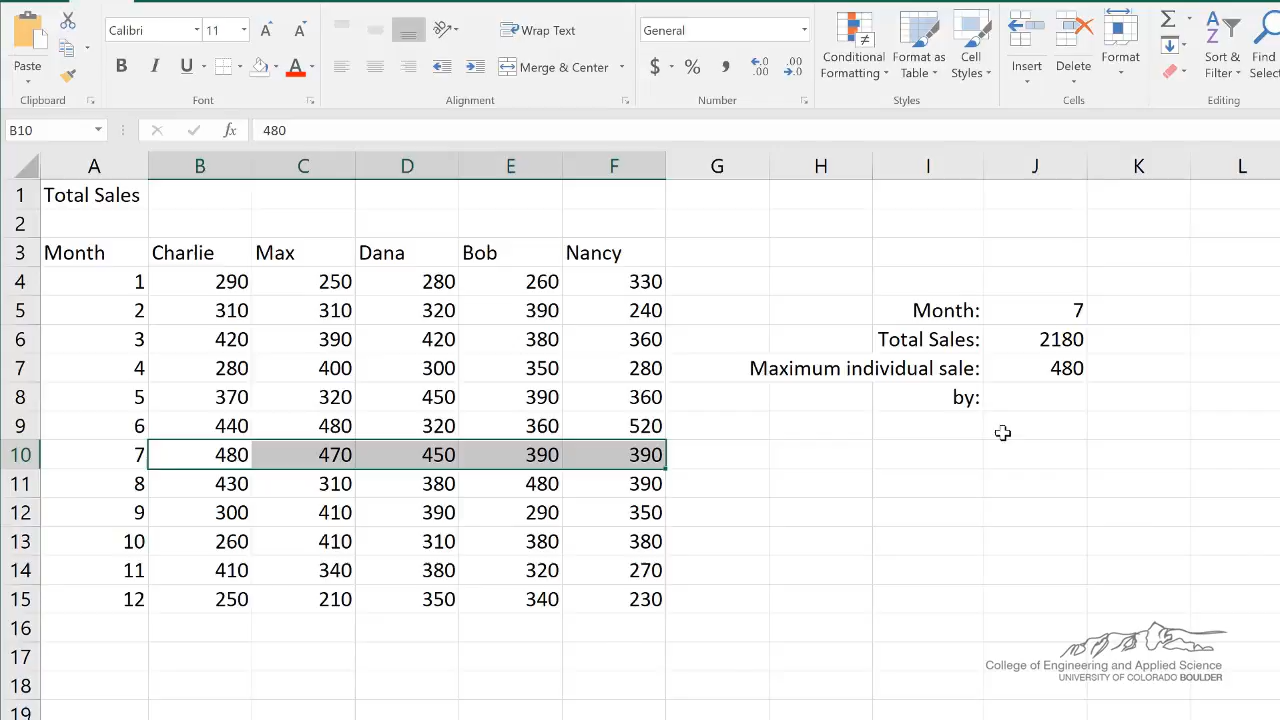 Calibri 11 Wrap Text General
Paste B I U A Merge & Center $ % , .0 .00 .00 .0 Conditional Formatting Format as Table Cell Styles Insert Delete Format Sort & Filter Find
Clipboard Font Alignment Number Styles Cells Editing
B10 fx 480
A B C D E F G H I J K L
1 Total Sales
2
3 Month Charlie Max Dana Bob Nancy
4 1 290 250 280 260 330
5 2 310 310 320 390 240 Month: 7
6 3 420 390 420 380 360 Total Sales: 2180
7 4 280 400 300 350 280 Maximum individual sale: 480
8 5 370 320 450 390 360 by:
9 6 440 480 320 360 520
10 7 480 470 450 390 390
11 8 430 310 380 480 390
12 9 300 410 390 290 350
13 10 260 410 310 380 380
14 11 410 340 380 320 270
15 12 250 210 350 340 230
16
17
18
19
College of Engineering and Applied Science
UNIVERSITY OF COLORADO BOULDER